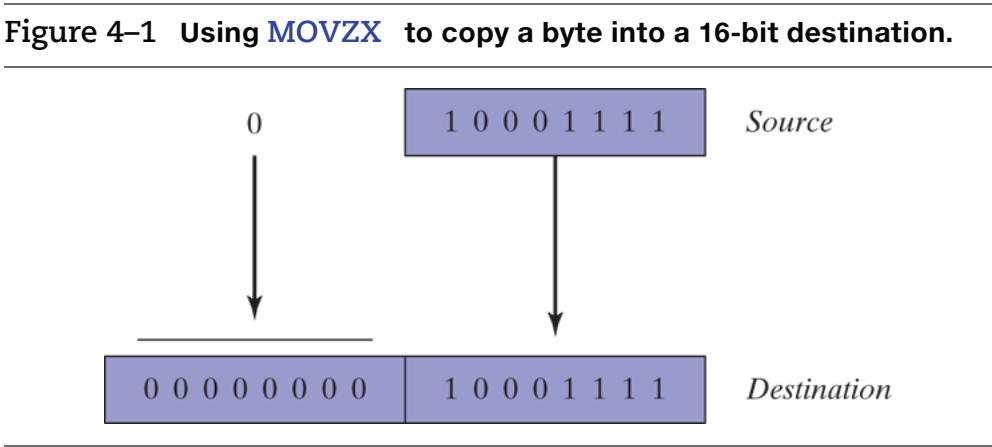 Figure 4–1 Using MOVZX to copy a byte into a 16-bit destination.
0 1 0 0 0 1 1 1 1 Source
0 0 0 0 0 0 0 0 1 0 0 0 1 1 1 1 Destination